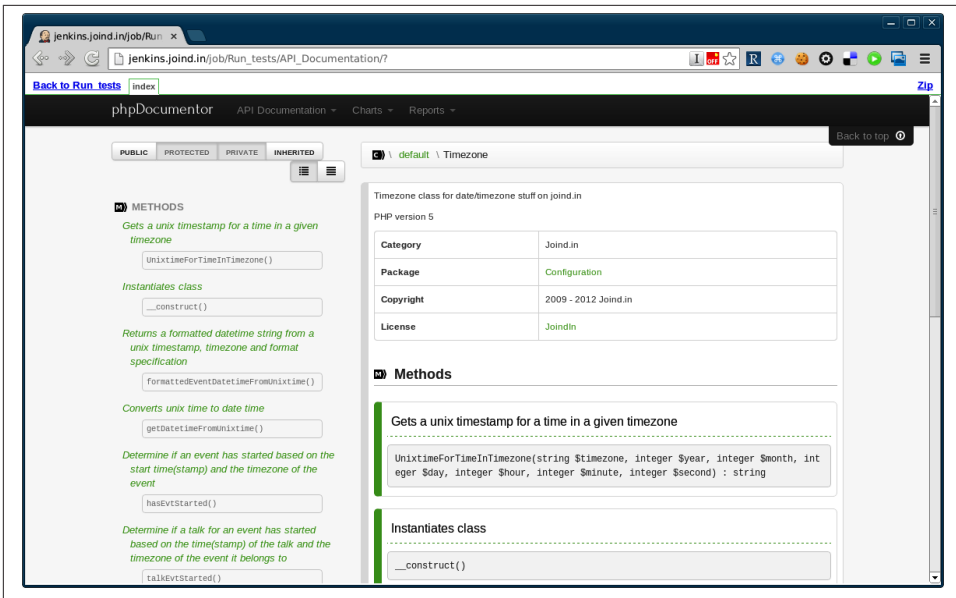 jenkins.joind.in/job/Run
jenkins.joind.in/job/Run_tests/API_Documentation/?
Back to Run_tests index Zip
phpDocumentor API Documentation Charts Reports
Back to top
PUBLIC PROTECTED PRIVATE INHERITED
\ default \ Timezone
METHODS
Gets a unix timestamp for a time in a given
timezone
UnixtimeForTimeInTimezone()
Instantiates class
__construct()
Returns a formatted datetime string from a
unix timestamp, timezone and format
specification
formattedEventDatetimeFromUnixtime()
Converts unix time to date time
getDatetimeFromUnixtime()
Determine if an event has started based on the
start time(stamp) and the timezone of the
event
hasEvtStarted()
Determine if a talk for an event has started
based on the time(stamp) of the talk and the
timezone of the event it belongs to
talkEvtStarted()
Timezone class for date/timezone stuff on joind.in
PHP version 5
Category Joind.in
Package Configuration
Copyright 2009 - 2012 Joind.in
License JoindIn
Methods
Gets a unix timestamp for a time in a given timezone
UnixtimeForTimeInTimezone(string $timezone, integer $year, integer $month, int
eger $day, integer $hour, integer $minute, integer $second) : string
Instantiates class
__construct()